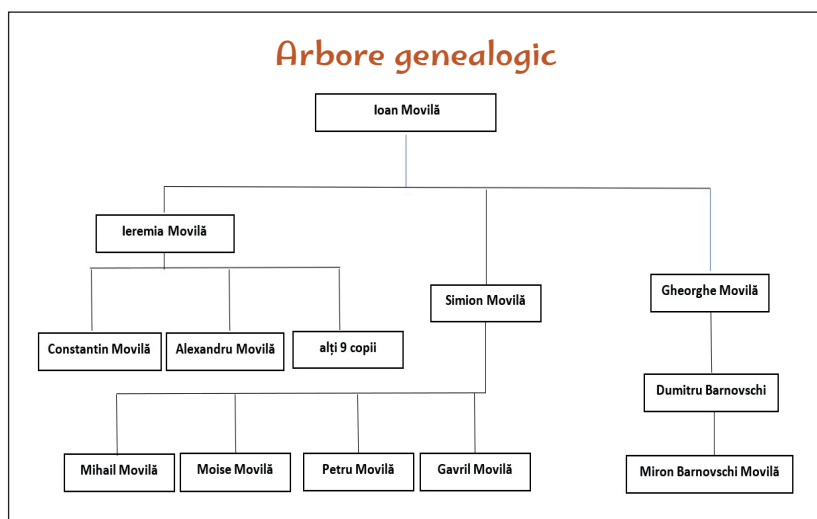 Arbore genealogic
Ioan Movilă
Ieremia Movilă
Simion Movilă
Gheorghe Movilă
Constantin Movilă
Alexandru Movilă
alți 9 copii
Dumitru Barnovschi
Mihail Movilă
Moise Movilă
Petru Movilă
Gavril Movilă
Miron Barnovschi Movilă